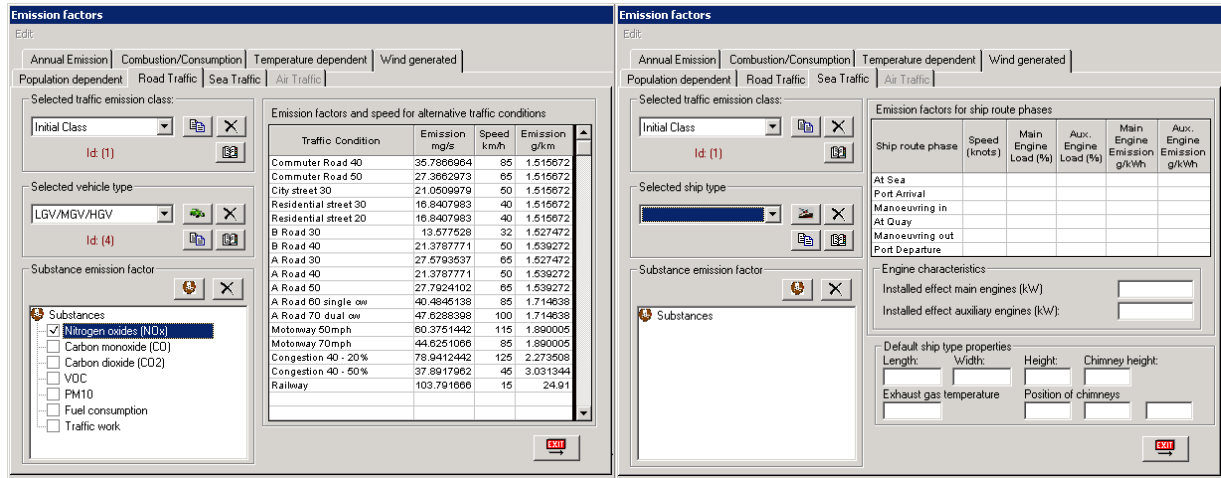 Emission factors
Edit
Annual Emission Combustion/Consumption Temperature dependent Wind generated
Population dependent Road Traffic Sea Traffic Air Traffic
Selected traffic emission class:
Initial Class
Id: (1)
Selected vehicle type
LGV/MGV/HGV
Id: (4)
Substance emission factor
Substances
Nitrogen oxides (NOx)
Carbon monoxide (CO)
Carbon dioxide (CO2)
VOC
PM10
Fuel consumption
Traffic work
Emission factors and speed for alternative traffic conditions
Traffic Condition Emission mg/s Speed km/h Emission g/km
Commuter Road 40 35.7866964 85 1.515672
Commuter Road 50 27.3662973 65 1.515672
City street 30 21.0509979 50 1.515672
Residential street 30 16.8407983 40 1.515672
Residential street 20 16.8407983 40 1.515672
B Road 30 13.577528 32 1.527472
B Road 40 21.3787771 50 1.539272
A Road 30 27.5793537 65 1.527472
A Road 40 21.3787771 50 1.539272
A Road 50 27.7924102 65 1.539272
A Road 60 single cw 40.4845138 85 1.714638
A Road 70 dual cw 47.6288398 100 1.714638
Motorway 50mph 60.3751442 115 1.890005
Motorway 70mph 44.6251066 85 1.890005
Congestion 40 - 20% 78.9412442 125 2.273508
Congestion 40 - 50% 37.8917962 45 3.031344
Railway 103.791666 15 24.91
EXIT
Emission factors
Edit
Annual Emission Combustion/Consumption Temperature dependent Wind generated
Population dependent Road Traffic Sea Traffic Air Traffic
Selected traffic emission class:
Initial Class
Id: (1)
Selected ship type
Substance emission factor
Substances
Emission factors for ship route phases
Ship route phase Speed (knots) Main Engine Load (%) Aux. Engine Load (%) Main Engine Emission g/kWh Aux. Engine Emission g/kWh
At Sea
Port Arrival
Manoeuvring in
At Quay
Manoeuvring out
Port Departure
Engine characteristics
Installed effect main engines (kW)
Installed effect auxiliary engines (kW):
Default ship type properties
Length: Width: Height: Chimney height:
Exhaust gas temperature Position of chimneys
EXIT